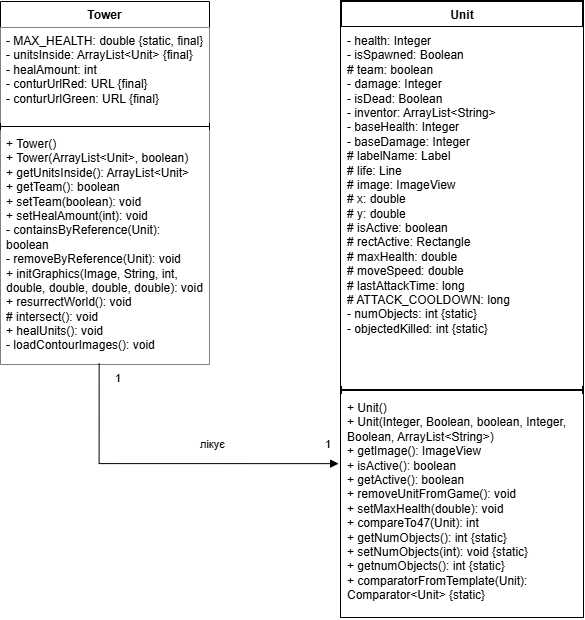 Tower
- MAX_HEALTH: double {static, final}
- unitsInside: ArrayList<Unit> {final}
- healAmount: int
- conturUrlRed: URL {final}
- conturUrlGreen: URL {final}
+ Tower()
+ Tower(ArrayList<Unit>, boolean)
+ getUnitsInside(): ArrayList<Unit>
+ getTeam(): boolean
+ setTeam(boolean): void
+ setHealAmount(int): void
- containsByReference(Unit):
boolean
- removeByReference(Unit): void
+ initGraphics(Image, String, int,
double, double, double, double): void
+ resurrectWorld(): void
# intersect(): void
+ healUnits(): void
- loadContourImages(): void
Unit
- health: Integer
- isSpawned: Boolean
# team: boolean
- damage: Integer
- isDead: Boolean
- inventor: ArrayList<String>
- baseHealth: Integer
- baseDamage: Integer
# labelName: Label
# life: Line
# image: ImageView
# x: double
# y: double
# isActive: boolean
# rectActive: Rectangle
# maxHealth: double
# moveSpeed: double
# lastAttackTime: long
# ATTACK_COOLDOWN: long
- numObjects: int {static}
- objectedKilled: int {static}
+ Unit()
+ Unit(Integer, Boolean, boolean, Integer,
Boolean, ArrayList<String>)
+ getImage(): ImageView
+ isActive(): boolean
+ getActive(): boolean
+ removeUnitFromGame(): void
+ setMaxHealth(double): void
+ compareTo47(Unit): int
+ getNumObjects(): int {static}
+ setNumObjects(int): void {static}
+ getnumObjects(): int {static}
+ comparatorFromTemplate(Unit):
Comparator<Unit> {static}
1
лікує
1